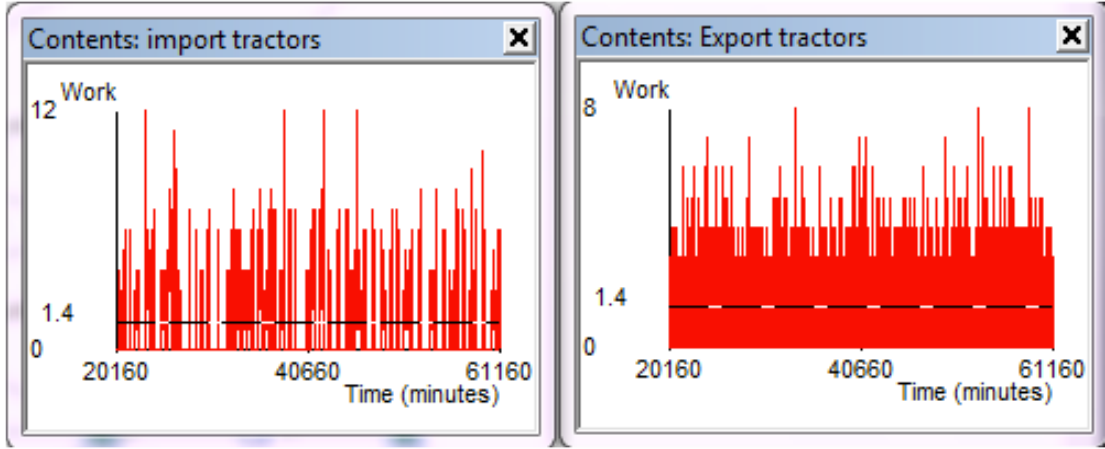 Contents: import tractors
12 Work
1.4
0
20160 40660 61160
Time (minutes)
Contents: Export tractors
8 Work
1.4
0
20160 40660 61160
Time (minutes)